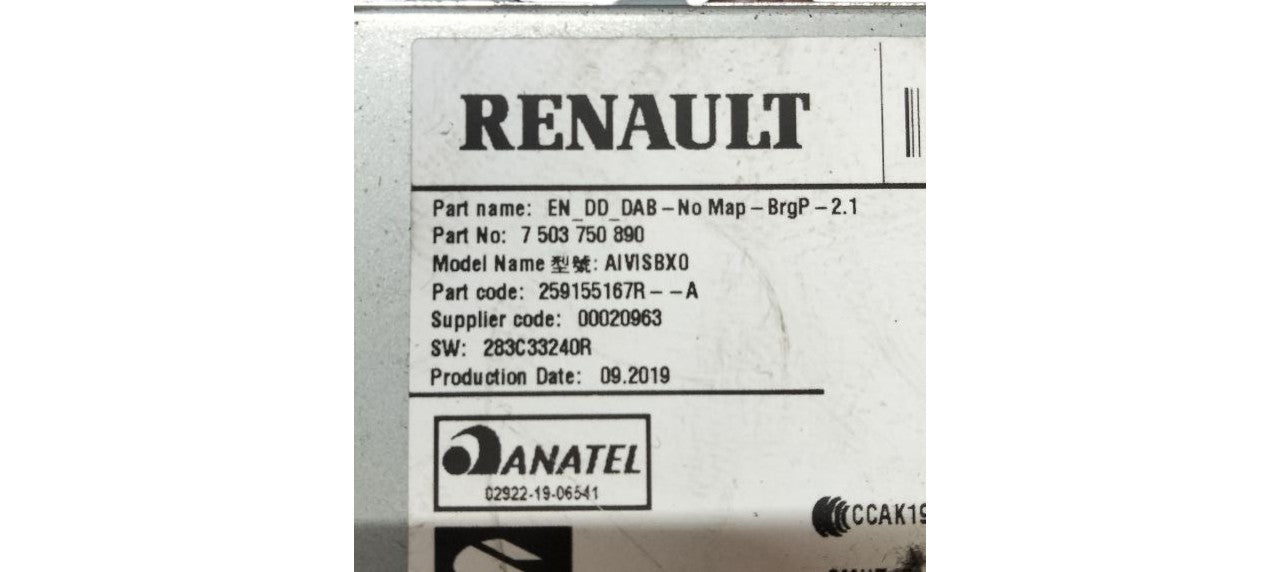 RENAULT
Part name: EN_DD_DAB-No Map-BrgP-2.1
Part No: 7 503 750 890
Model Name 型號: AIVISBX0
Part code: 259155167R--A
Supplier code: 00020963
SW: 283C33240R
Production Date: 09.2019
ANATEL
02922-19-06541
CCAK19